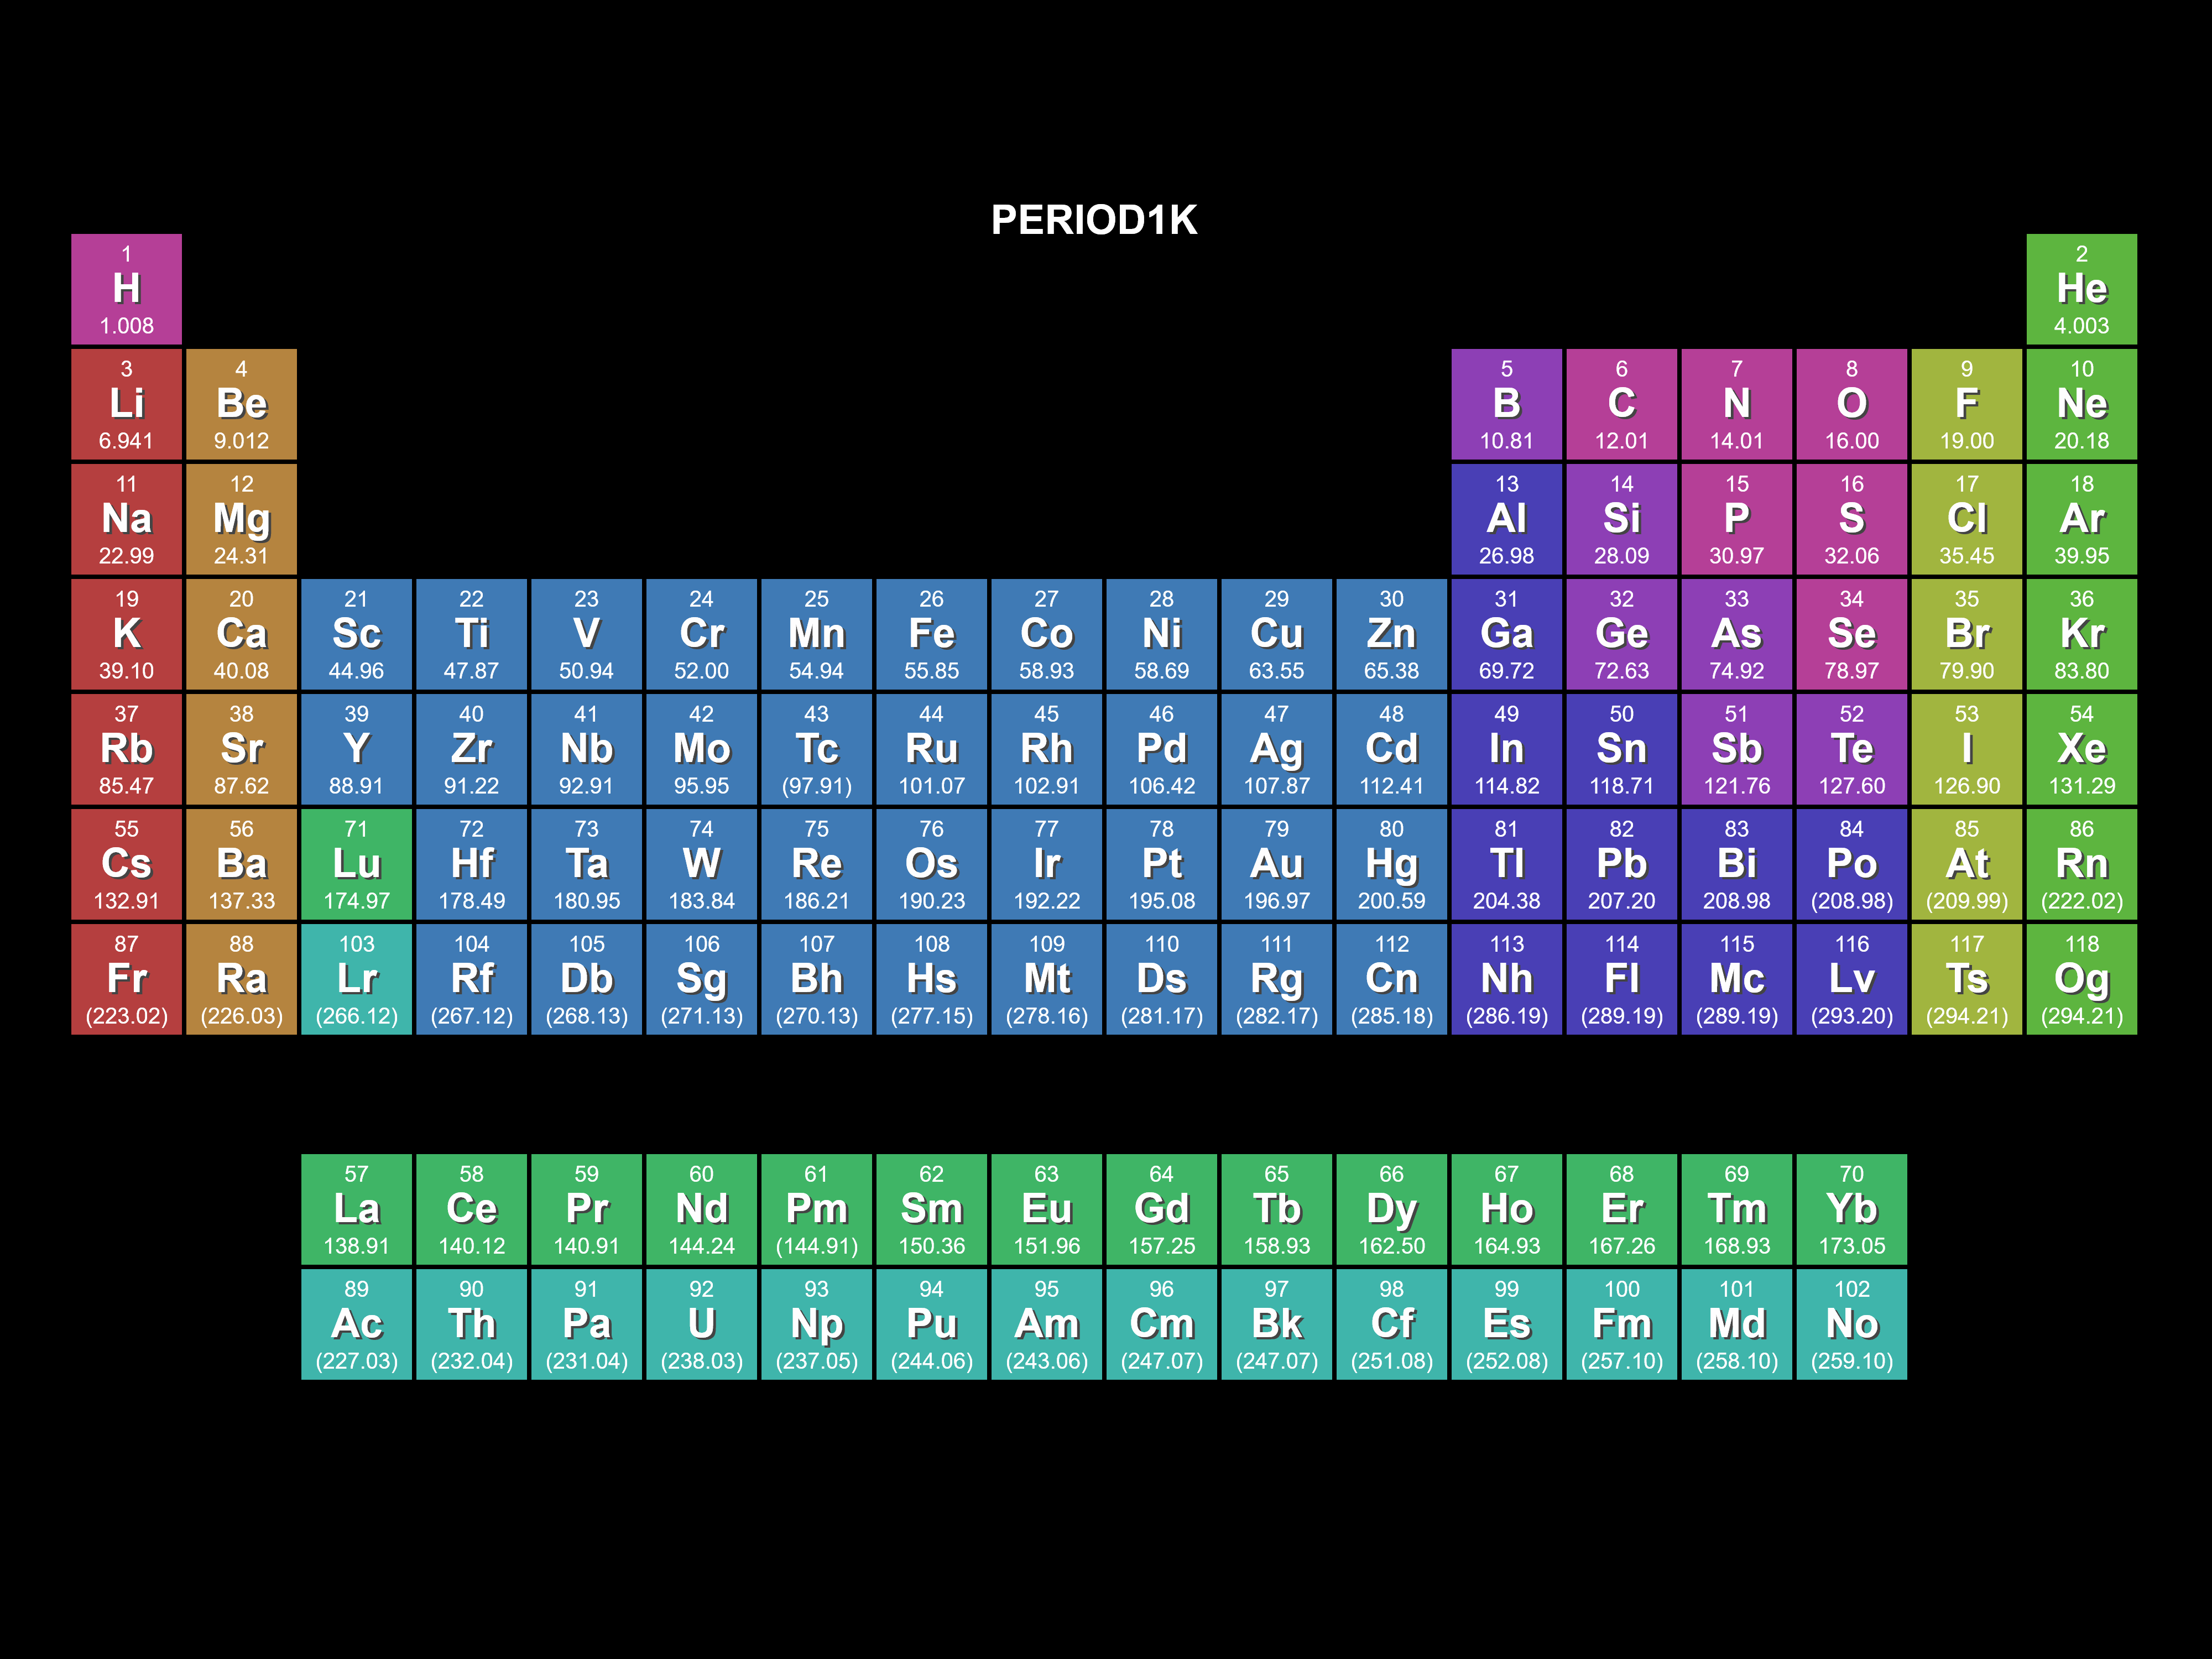 PERIOD1K
1 2
H He
1.008 4.003
3 4 5 6 7 8 9 10
Li Be B C N O F Ne
6.941 9.012 10.81 12.01 14.01 16.00 19.00 20.18
11 12 13 14 15 16 17 18
Na Mg Al Si P S Cl Ar
22.99 24.31 26.98 28.09 30.97 32.06 35.45 39.95
19 20 21 22 23 24 25 26 27 28 29 30 31 32 33 34 35 36
K Ca Sc Ti V Cr Mn Fe Co Ni Cu Zn Ga Ge As Se Br Kr
39.10 40.08 44.96 47.87 50.94 52.00 54.94 55.85 58.93 58.69 63.55 65.38 69.72 72.63 74.92 78.97 79.90 83.80
37 38 39 40 41 42 43 44 45 46 47 48 49 50 51 52 53 54
Rb Sr Y Zr Nb Mo Tc Ru Rh Pd Ag Cd In Sn Sb Te I Xe
85.47 87.62 88.91 91.22 92.91 95.95 (97.91) 101.07 102.91 106.42 107.87 112.41 114.82 118.71 121.76 127.60 126.90 131.29
55 56 71 72 73 74 75 76 77 78 79 80 81 82 83 84 85 86
Cs Ba Lu Hf Ta W Re Os Ir Pt Au Hg Tl Pb Bi Po At Rn
132.91 137.33 174.97 178.49 180.95 183.84 186.21 190.23 192.22 195.08 196.97 200.59 204.38 207.20 208.98 (208.98) (209.99) (222.02)
87 88 103 104 105 106 107 108 109 110 111 112 113 114 115 116 117 118
Fr Ra Lr Rf Db Sg Bh Hs Mt Ds Rg Cn Nh Fl Mc Lv Ts Og
(223.02) (226.03) (266.12) (267.12) (268.13) (271.13) (270.13) (277.15) (278.16) (281.17) (282.17) (285.18) (286.19) (289.19) (289.19) (293.20) (294.21) (294.21)
57 58 59 60 61 62 63 64 65 66 67 68 69 70
La Ce Pr Nd Pm Sm Eu Gd Tb Dy Ho Er Tm Yb
138.91 140.12 140.91 144.24 (144.91) 150.36 151.96 157.25 158.93 162.50 164.93 167.26 168.93 173.05
89 90 91 92 93 94 95 96 97 98 99 100 101 102
Ac Th Pa U Np Pu Am Cm Bk Cf Es Fm Md No
(227.03) (232.04) (231.04) (238.03) (237.05) (244.06) (243.06) (247.07) (247.07) (251.08) (252.08) (257.10) (258.10) (259.10)